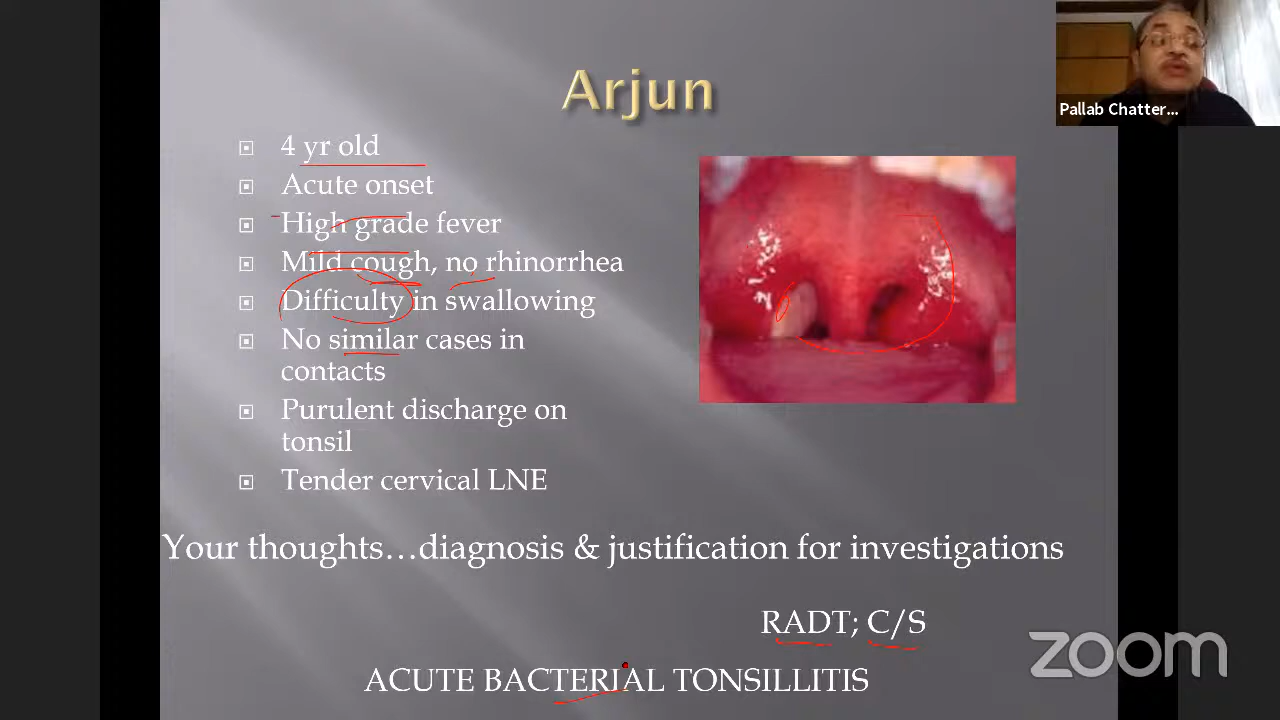 Arjun
Pallab Chatter...
4 yr old
Acute onset
High grade fever
Mild cough, no rhinorrhea
Difficulty in swallowing
No similar cases in
contacts
Purulent discharge on
tonsil
Tender cervical LNE
Your thoughts...diagnosis & justification for investigations
RADT; C/S
zoom
ACUTE BACTERIAL TONSILLITIS